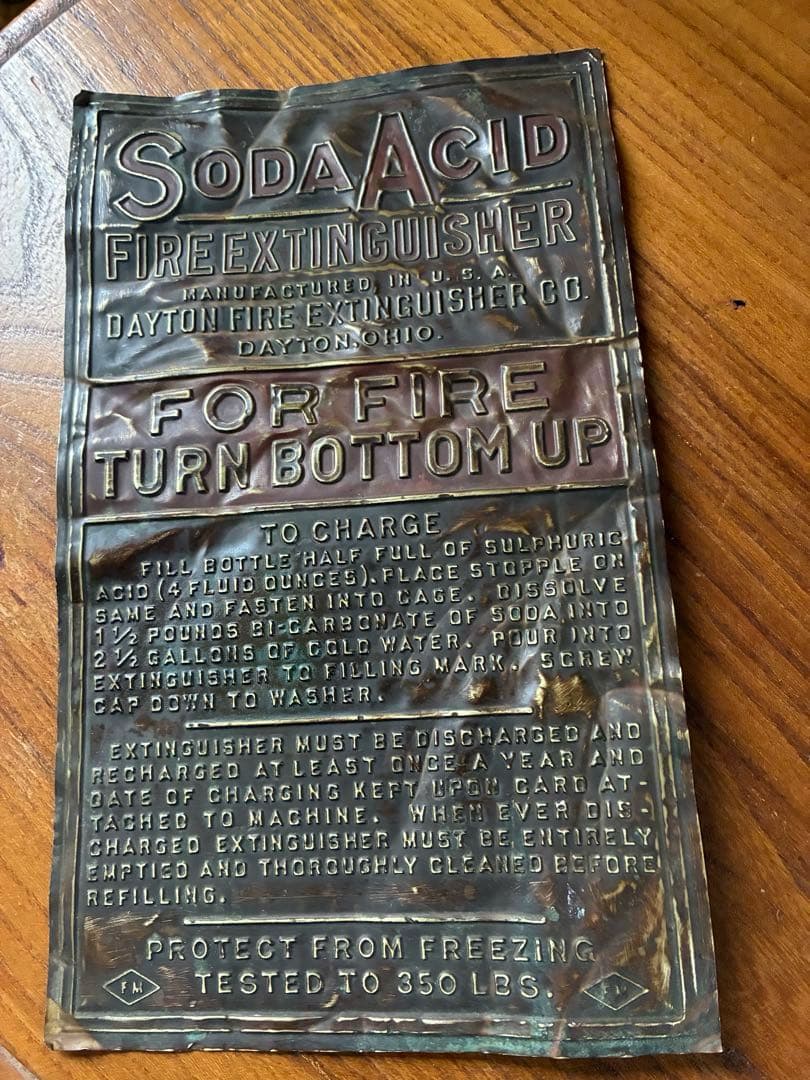 SODA ACID
FIRE EXTINGUISHER
MANUFACTURED IN U.S.A.
DAYTON FIRE EXTINGUISHER CO.
DAYTON, OHIO.
FOR FIRE
TURN BOTTOM UP
TO CHARGE
FILL BOTTLE HALF FULL OF SULPHURIC
ACID (4 FLUID OUNCES). PLACE STOPPLE ON
SAME AND FASTEN INTO CAGE. DISSOLVE
1 1/2 POUNDS BI-CARBONATE OF SODA INTO
2 1/2 GALLONS OF COLD WATER. POUR INTO
EXTINGUISHER TO FILLING MARK. SCREW
CAP DOWN TO WASHER.
EXTINGUISHER MUST BE DISCHARGED AND
RECHARGED AT LEAST ONCE A YEAR AND
DATE OF CHARGING KEPT UPON CARD AT-
TACHED TO MACHINE. WHEN EVER DIS-
CHARGED EXTINGUISHER MUST BE ENTIRELY
EMPTIED AND THOROUGHLY CLEANED BEFORE
REFILLING.
PROTECT FROM FREEZING
TESTED TO 350 LBS.
FM
FM